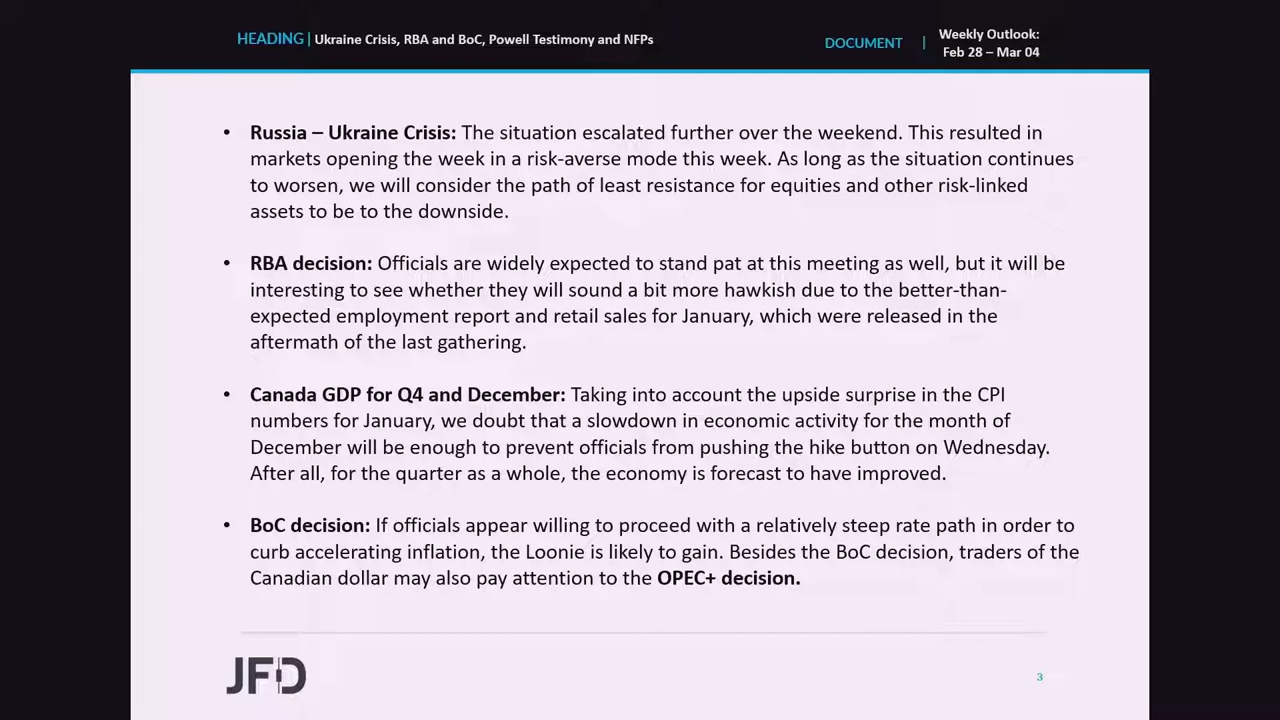 HEADING | Ukraine Crisis, RBA and BoC, Powell Testimony and NFPs
DOCUMENT | Weekly Outlook:
Feb 28 – Mar 04
• Russia – Ukraine Crisis: The situation escalated further over the weekend. This resulted in
markets opening the week in a risk-averse mode this week. As long as the situation continues
to worsen, we will consider the path of least resistance for equities and other risk-linked
assets to be to the downside.
• RBA decision: Officials are widely expected to stand pat at this meeting as well, but it will be
interesting to see whether they will sound a bit more hawkish due to the better-than-
expected employment report and retail sales for January, which were released in the
aftermath of the last gathering.
• Canada GDP for Q4 and December: Taking into account the upside surprise in the CPI
numbers for January, we doubt that a slowdown in economic activity for the month of
December will be enough to prevent officials from pushing the hike button on Wednesday.
After all, for the quarter as a whole, the economy is forecast to have improved.
• BoC decision: If officials appear willing to proceed with a relatively steep rate path in order to
curb accelerating inflation, the Loonie is likely to gain. Besides the BoC decision, traders of the
Canadian dollar may also pay attention to the OPEC+ decision.
JFD
3